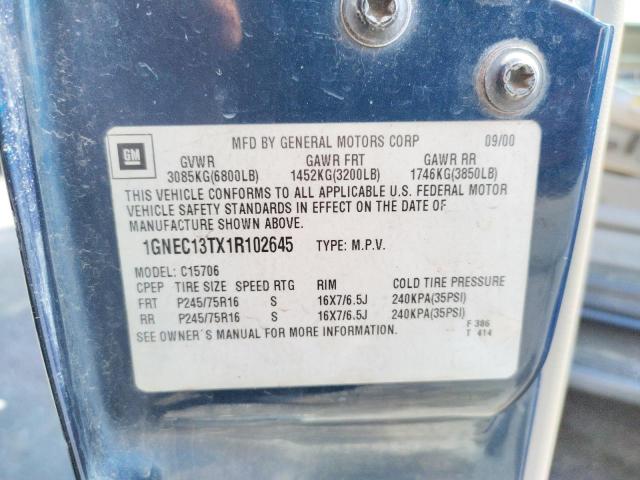 GM
MFD BY GENERAL MOTORS CORP 09/00
GVWR GAWR FRT GAWR RR
3085KG(6800LB) 1452KG(3200LB) 1746KG(3850LB)
THIS VEHICLE CONFORMS TO ALL APPLICABLE U.S. FEDERAL MOTOR
VEHICLE SAFETY STANDARDS IN EFFECT ON THE DATE OF
MANUFACTURE SHOWN ABOVE.
1GNEC13TX1R102645 TYPE: M.P.V.
MODEL: C15706
CPEP TIRE SIZE SPEED RTG RIM COLD TIRE PRESSURE
FRT P245/75R16 S 16X7/6.5J 240KPA(35PSI)
RR P245/75R16 S 16X7/6.5J 240KPA(35PSI)
SEE OWNER'S MANUAL FOR MORE INFORMATION.
F 386
T 414